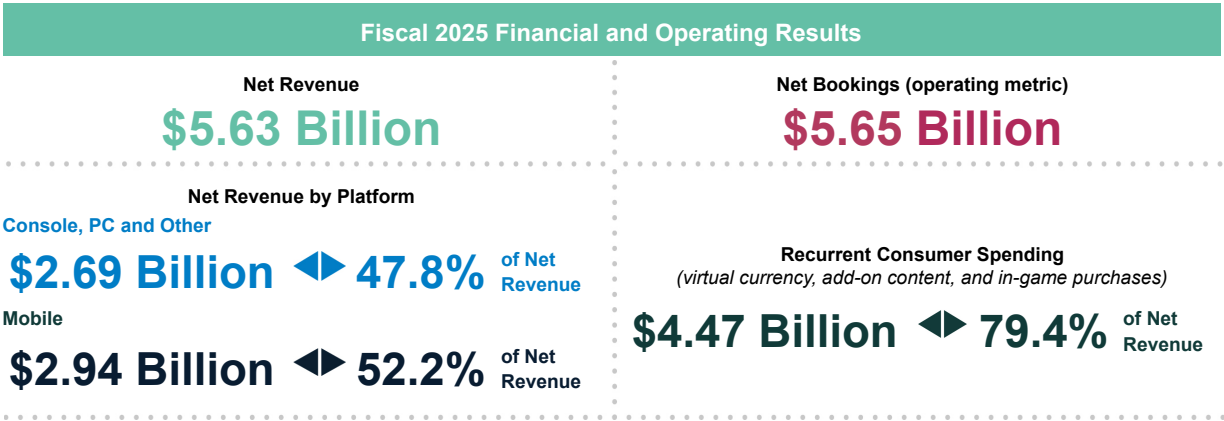 Fiscal 2025 Financial and Operating Results
Net Revenue
$5.63 Billion
Net Bookings (operating metric)
$5.65 Billion
Net Revenue by Platform
Console, PC and Other
$2.69 Billion 47.8% of Net
Revenue
Mobile
$2.94 Billion 52.2% of Net
Revenue
Recurrent Consumer Spending
(virtual currency, add-on content, and in-game purchases)
$4.47 Billion 79.4% of Net
Revenue